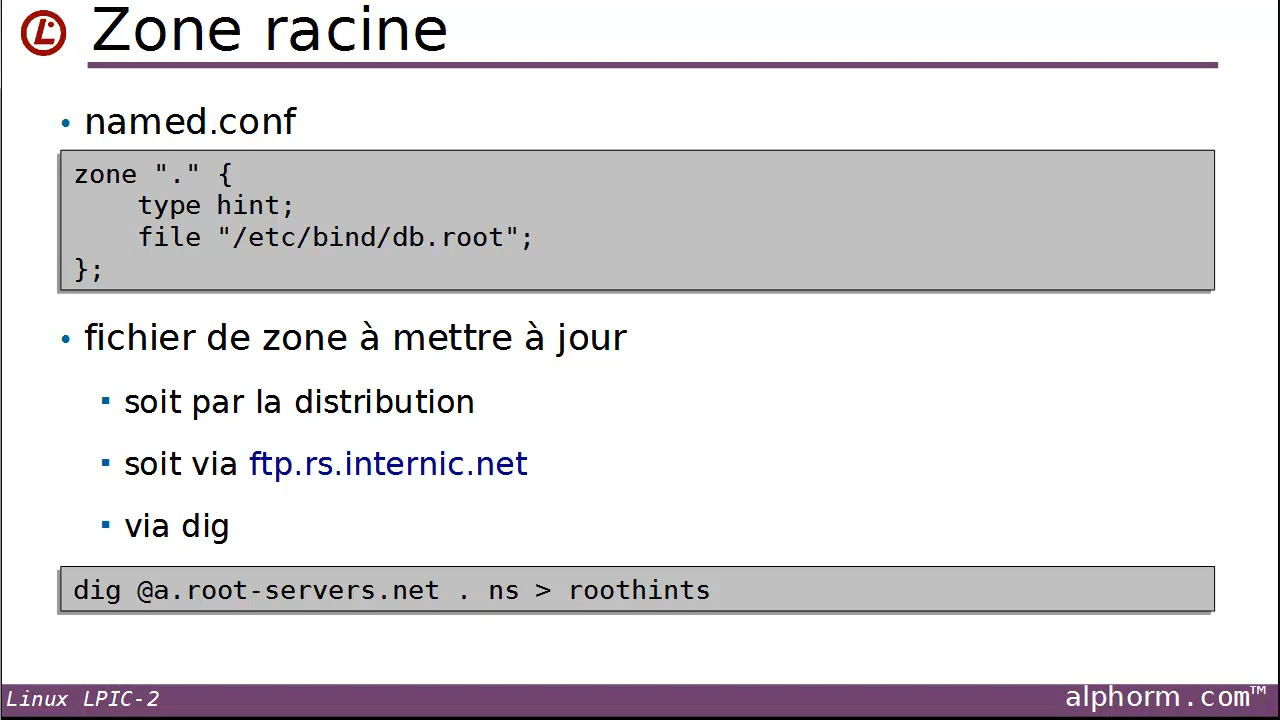 Zone racine
• named.conf
zone "." {
    type hint;
    file "/etc/bind/db.root";
};
• fichier de zone à mettre à jour
▪ soit par la distribution
▪ soit via ftp.rs.internic.net
▪ via dig
dig @a.root-servers.net . ns > roothints
Linux LPIC-2
alphorm.com™